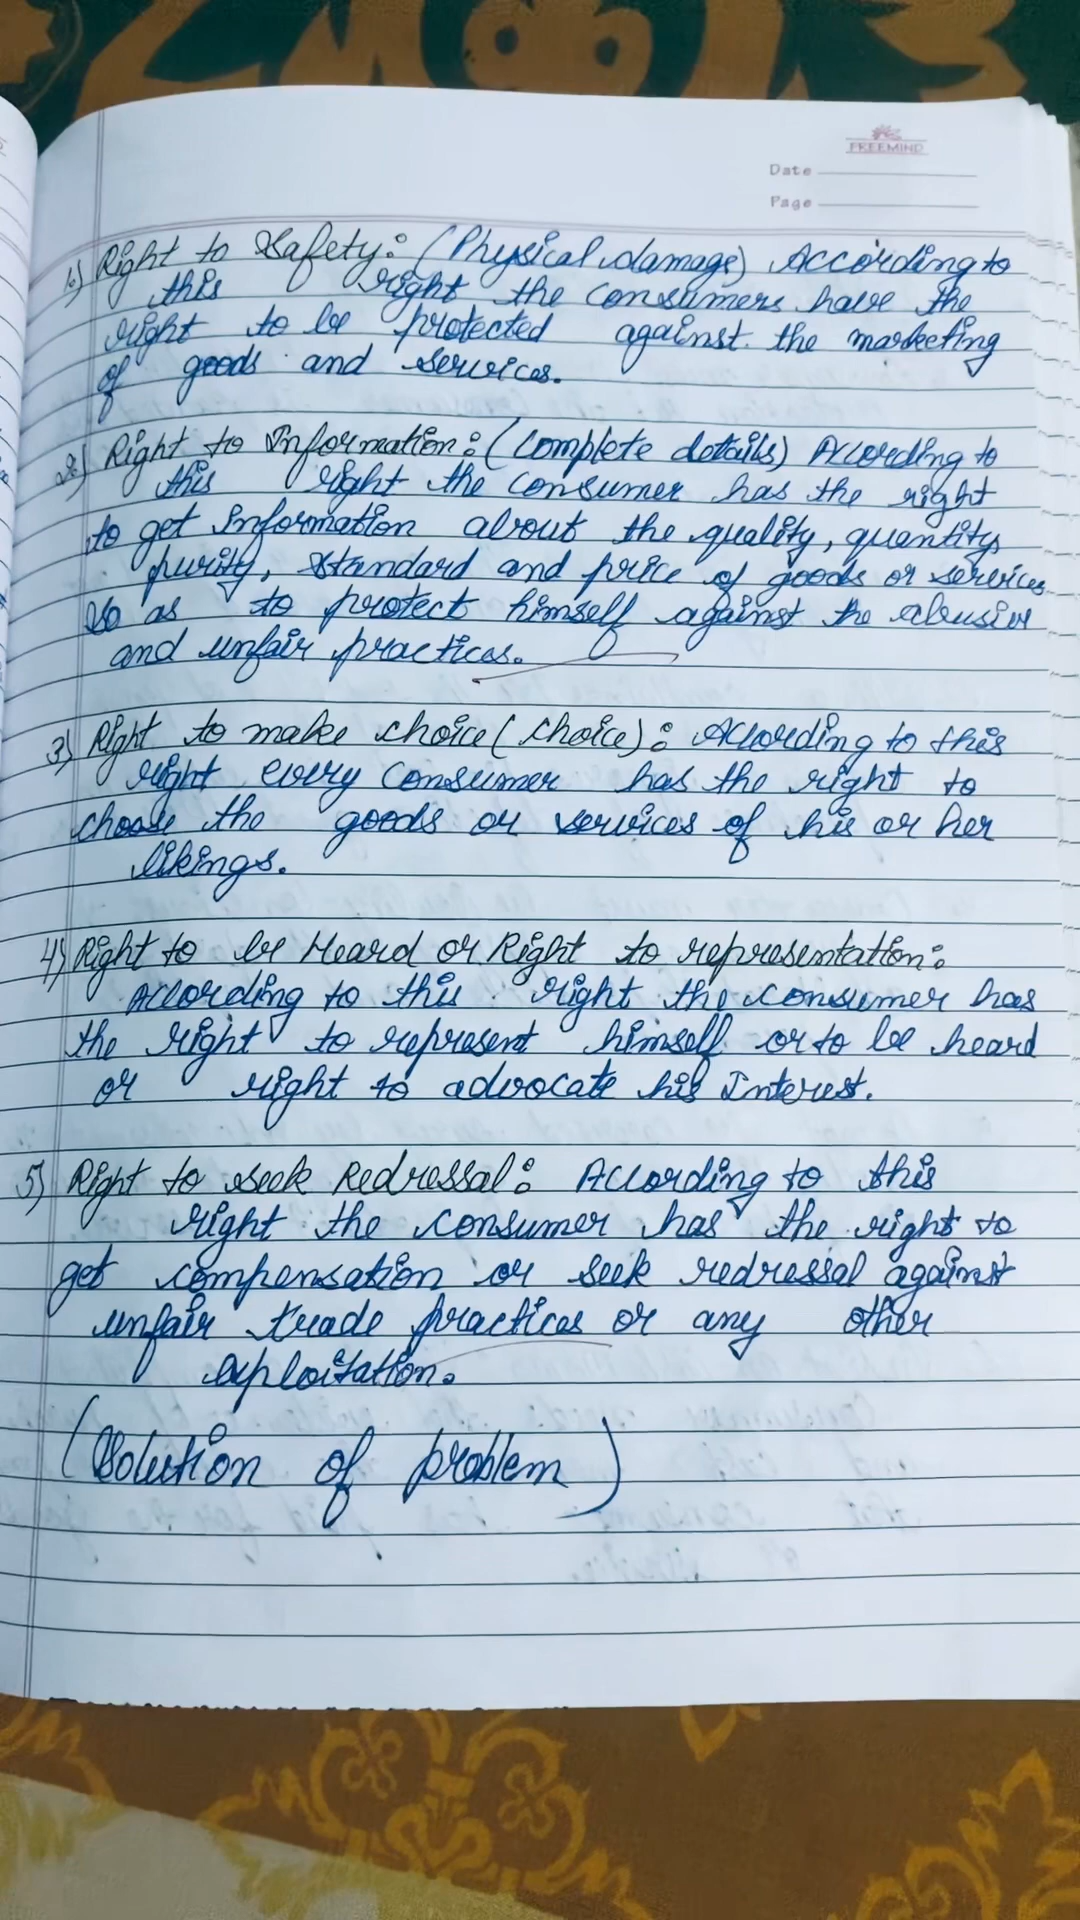 FREEMIND
Date
Page
1) Right to Safety: (Physical damage) According to
this right the consumers have the
right to be protected against the marketing
of goods and services.
2) Right to Information: (Complete details) According to
this right the consumer has the right
to get Information about the quality, quantity
purity, standard and price of goods or services
so as to protect himself against the abusive
and unfair practices.
3) Right to make choice (choice): According to this
right every consumer has the right to
choose the goods or services of his or her
likings.
4) Right to be Heard or Right to representation:
According to this right the consumer has
the right to represent himself or to be heard
or right to advocate his Interest.
5) Right to seek Redressal: According to this
right the consumer has the right to
get compensation or seek redressal against
unfair trade practices or any other
exploitation.
(Solution of problem)